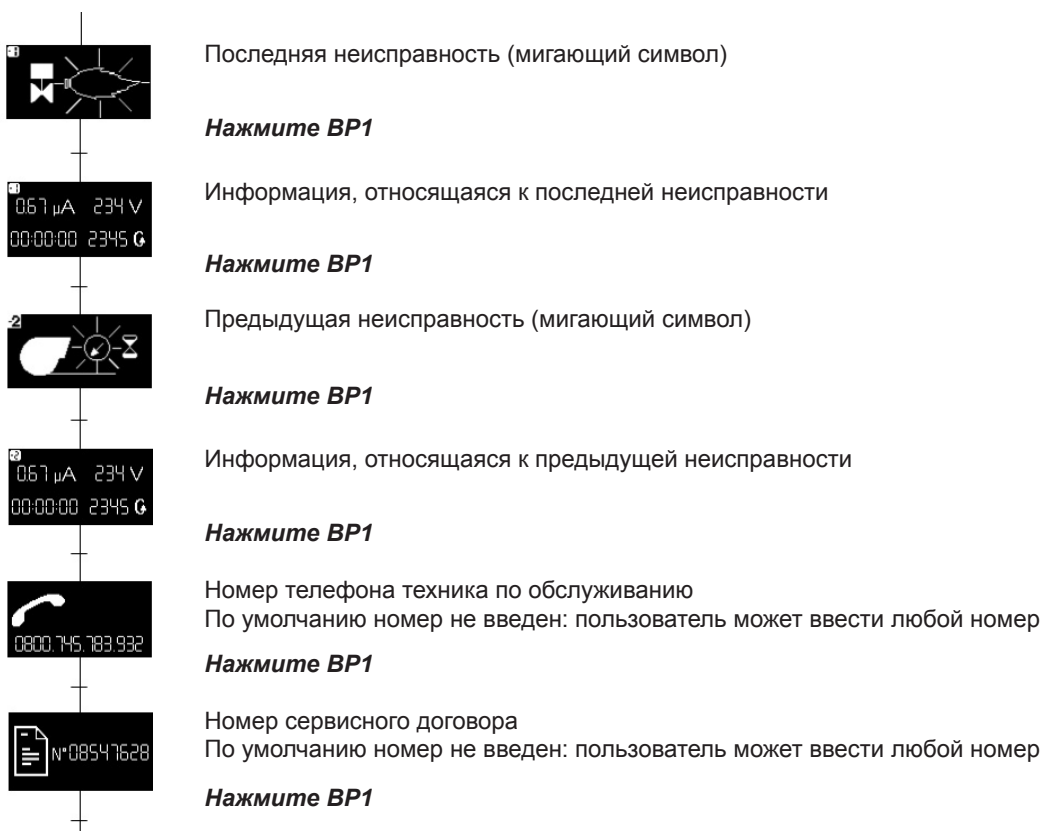 -1
Последняя неисправность (мигающий символ)
Нажмите BP1
-1
0.67 µA 234 V
00:00:00 2345
Информация, относящаяся к последней неисправности
Нажмите BP1
-2
Предыдущая неисправность (мигающий символ)
Нажмите BP1
-2
0.67 µA 234 V
00:00:00 2345
Информация, относящаяся к предыдущей неисправности
Нажмите BP1
Номер телефона техника по обслуживанию
По умолчанию номер не введен: пользователь может ввести любой номер
0800.745.783.932
Нажмите BP1
Номер сервисного договора
По умолчанию номер не введен: пользователь может ввести любой номер
N°08547628
Нажмите BP1